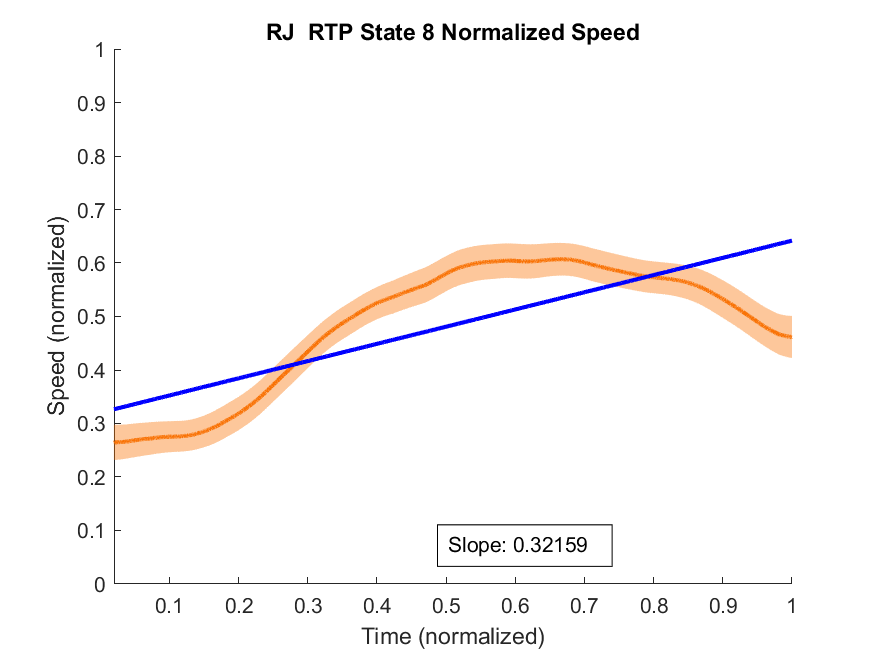 RJ  RTP State 8 Normalized Speed
1
0.9
0.8
0.7
0.6
0.5
0.4
0.3
0.2
0.1
0
Speed (normalized)
Slope: 0.32159
0.1 0.2 0.3 0.4 0.5 0.6 0.7 0.8 0.9 1
Time (normalized)